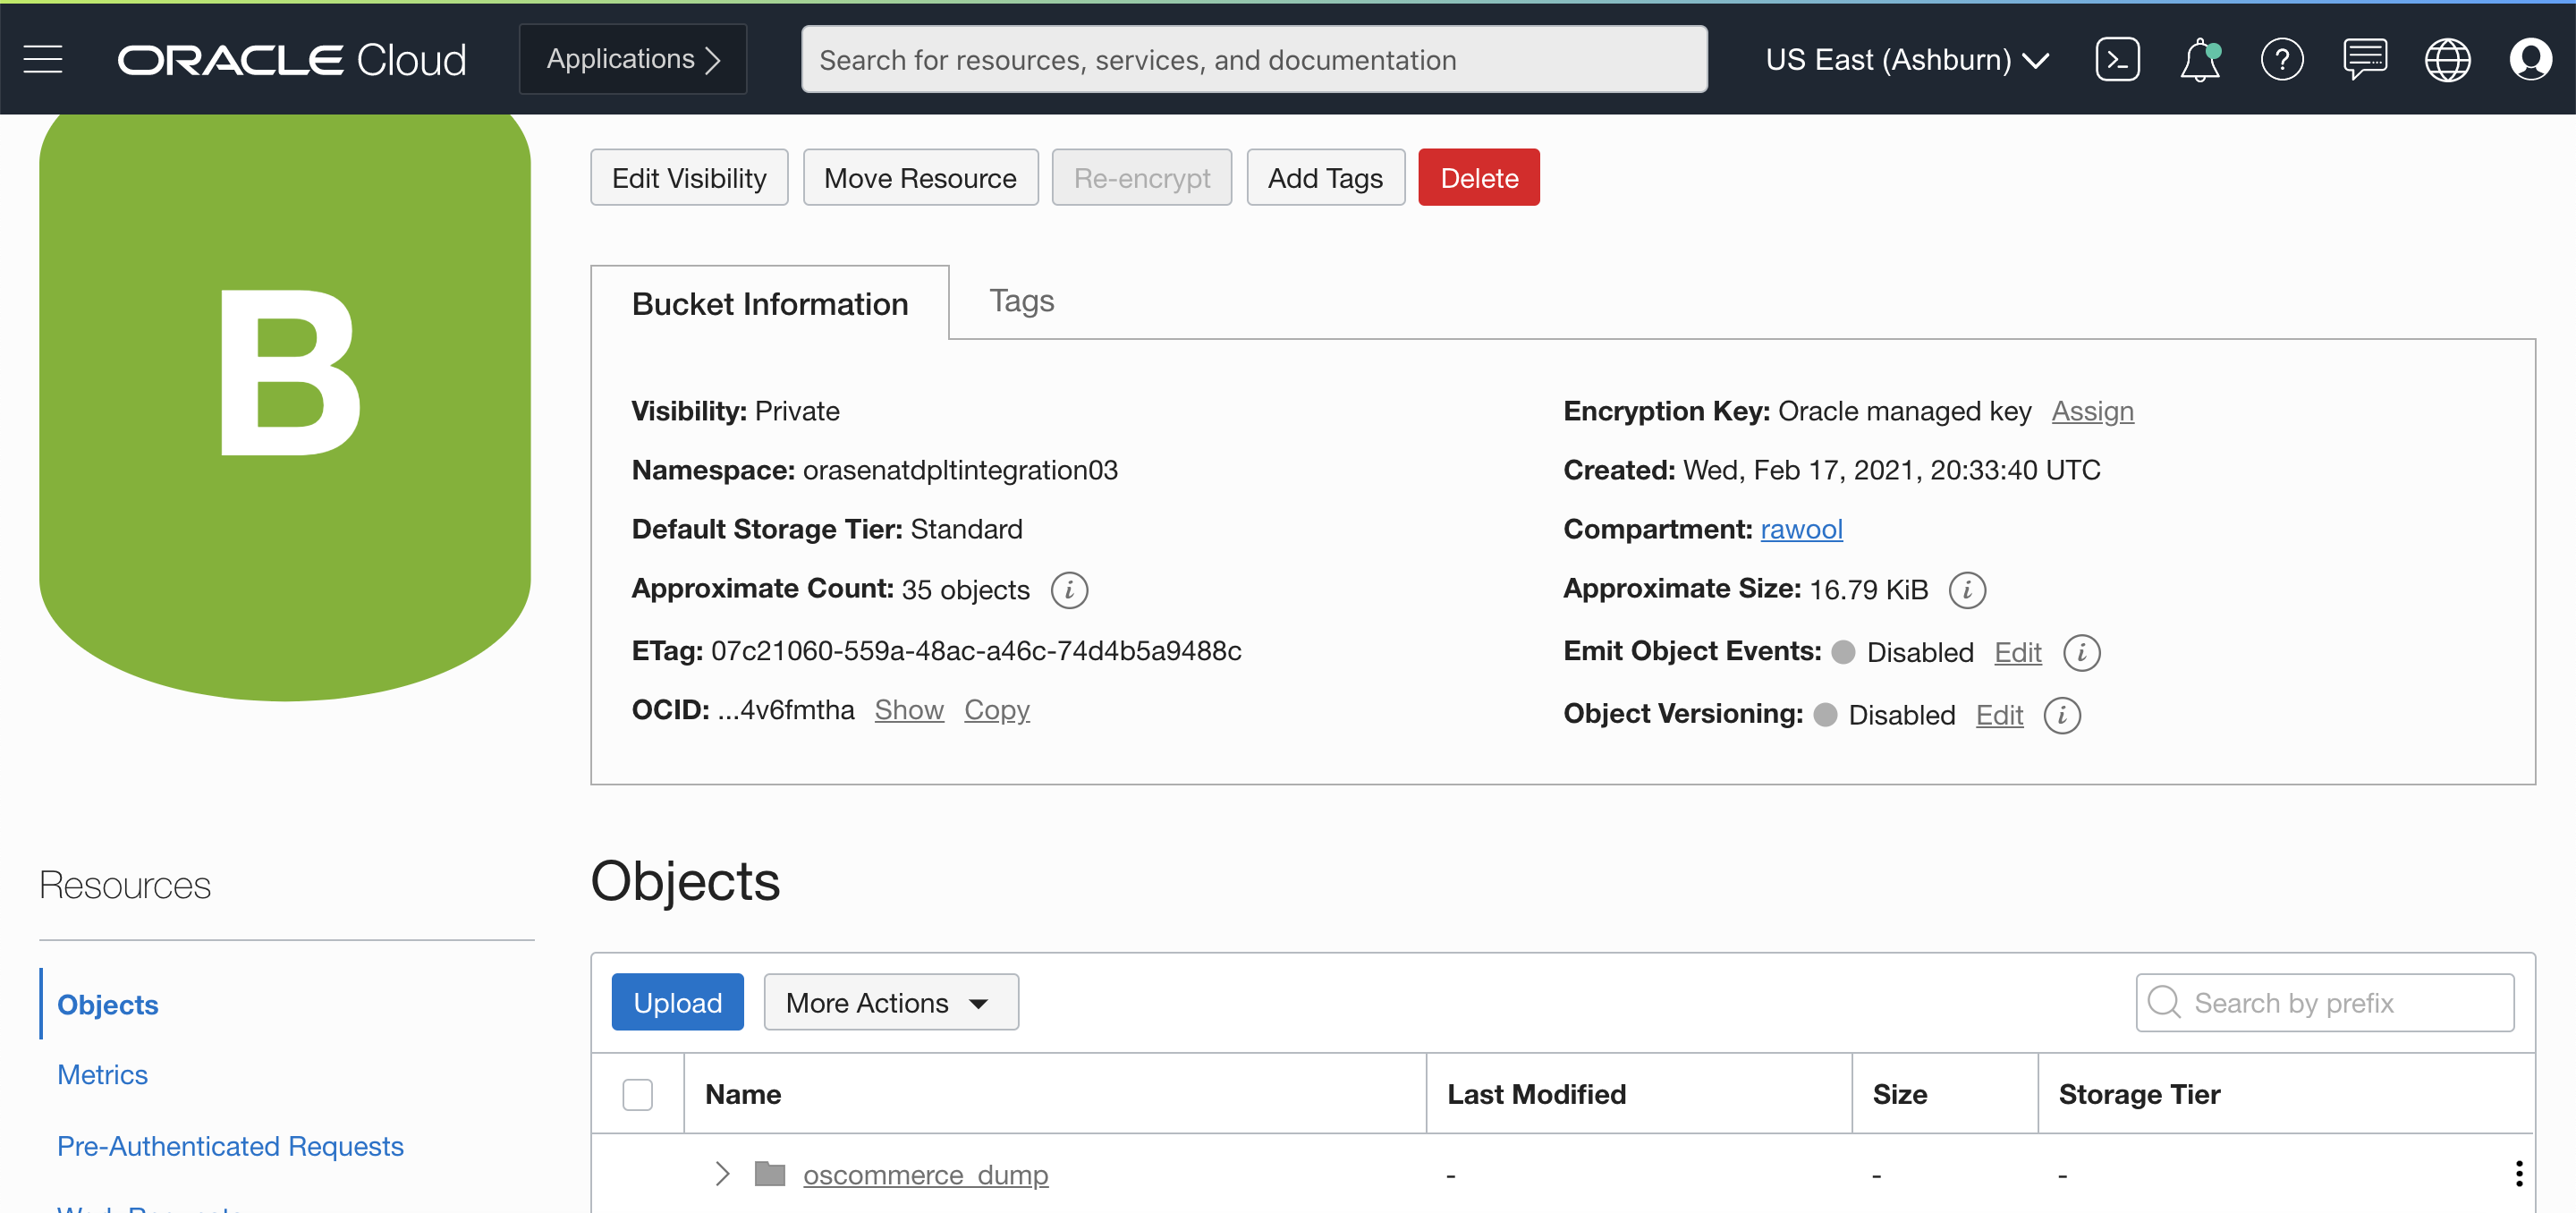 ORACLE Cloud Applications Search for resources, services, and documentation US East (Ashburn)
Edit Visibility Move Resource Re-encrypt Add Tags Delete
B
Bucket Information Tags
Visibility: Private Encryption Key: Oracle managed key Assign
Namespace: orasenatdpltintegration03 Created: Wed, Feb 17, 2021, 20:33:40 UTC
Default Storage Tier: Standard Compartment: rawool
Approximate Count: 35 objects i Approximate Size: 16.79 KiB i
ETag: 07c21060-559a-48ac-a46c-74d4b5a9488c Emit Object Events: Disabled Edit i
OCID: ...4v6fmtha Show Copy Object Versioning: Disabled Edit i
Resources
Objects
Objects
Metrics
Pre-Authenticated Requests
Upload More Actions Search by prefix
Name Last Modified Size Storage Tier
oscommerce_dump - - -